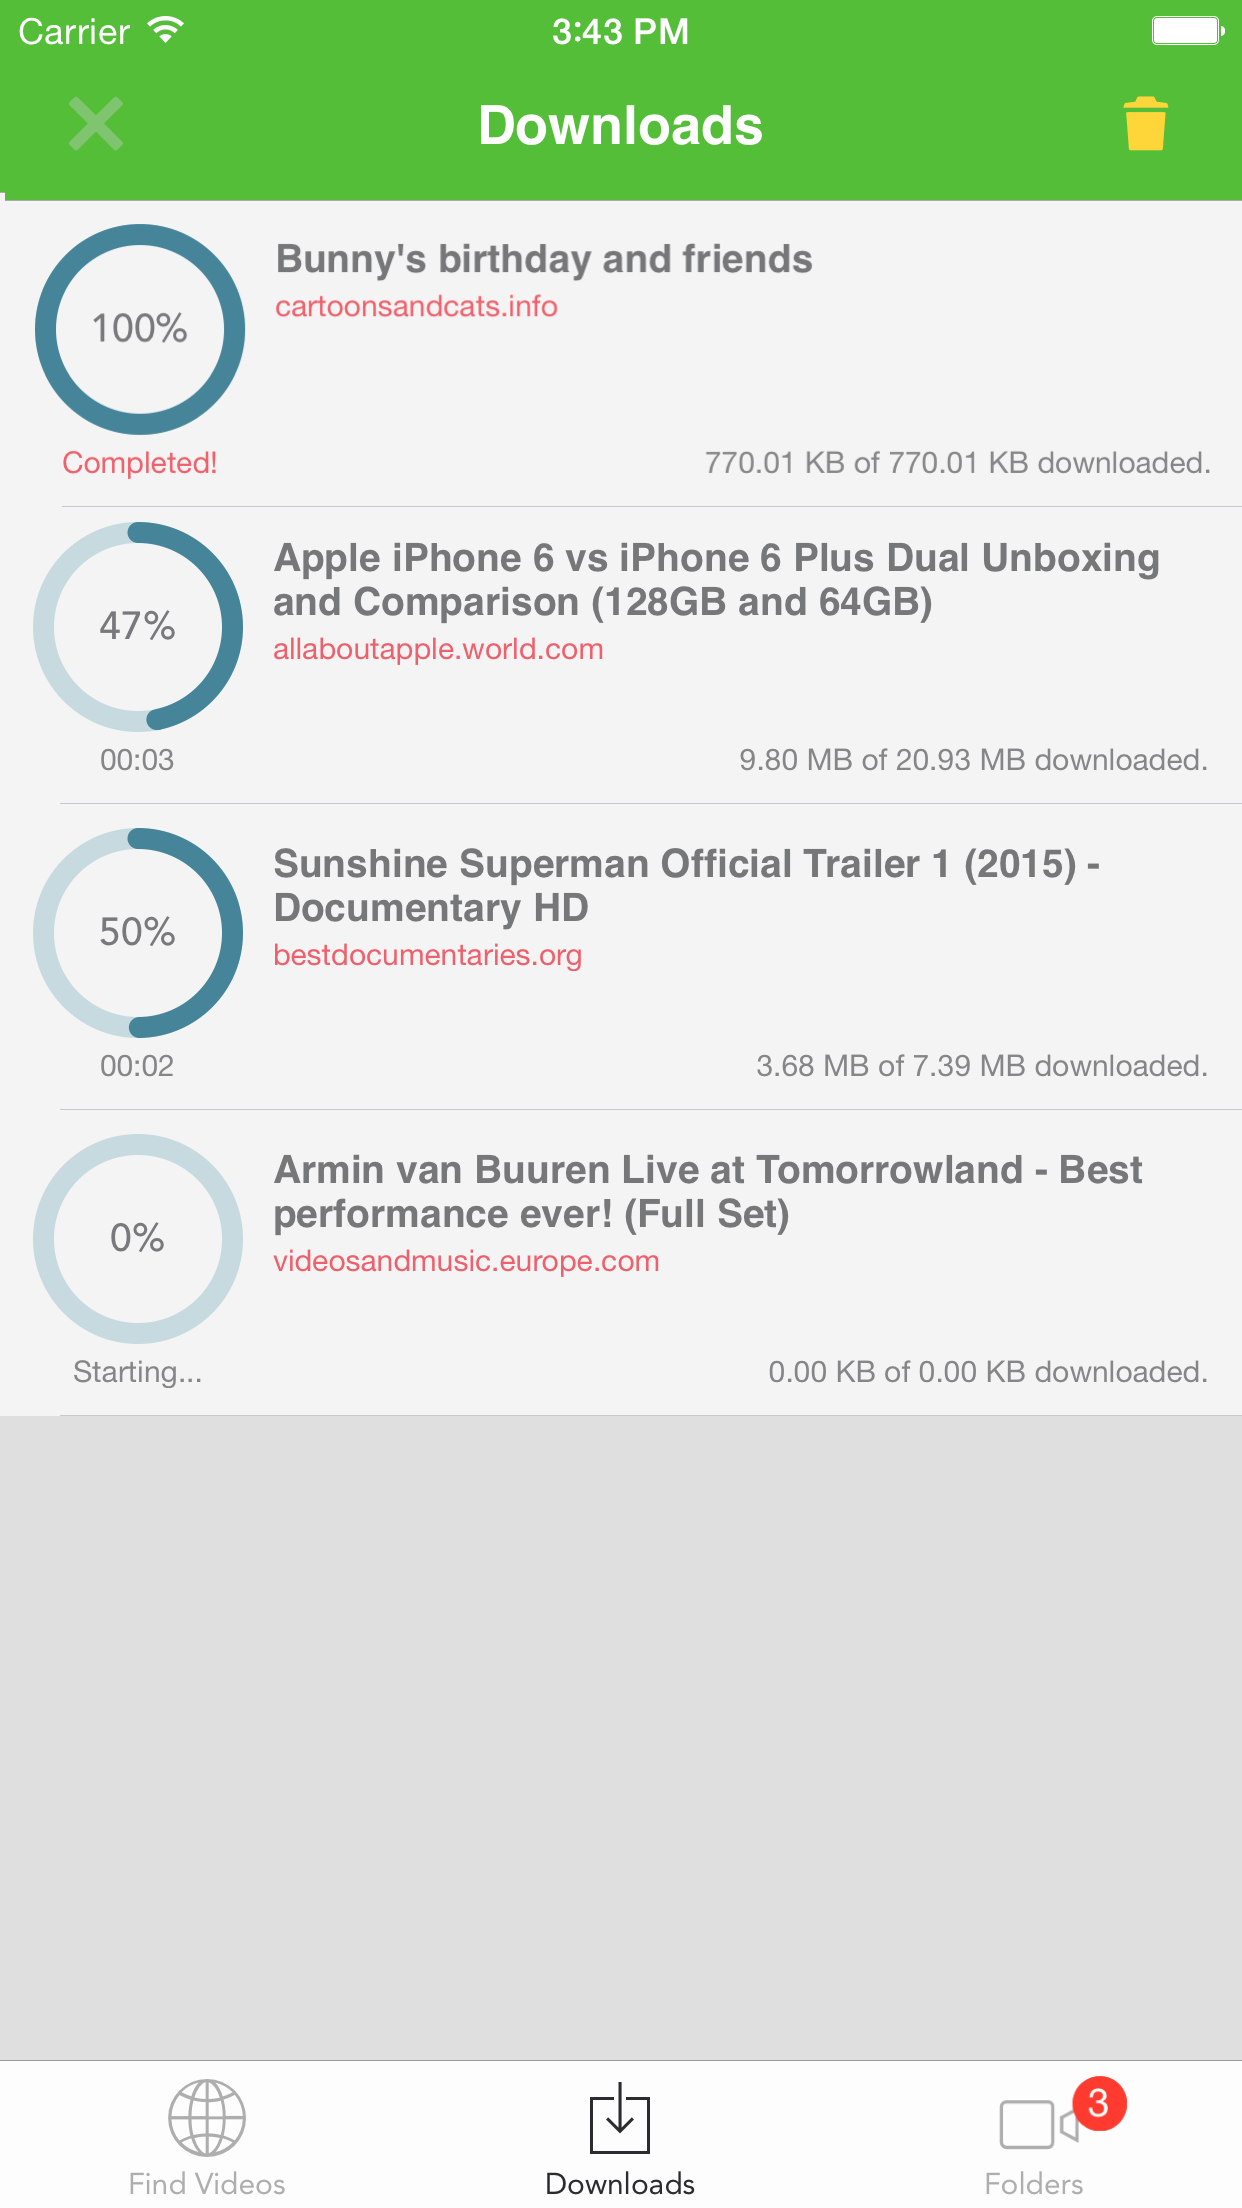 Carrier
3:43 PM
Downloads
100%
Bunny's birthday and friends
cartoonsandcats.info
Completed!
770.01 KB of 770.01 KB downloaded.
47%
Apple iPhone 6 vs iPhone 6 Plus Dual Unboxing
and Comparison (128GB and 64GB)
allaboutapple.world.com
00:03
9.80 MB of 20.93 MB downloaded.
50%
Sunshine Superman Official Trailer 1 (2015) -
Documentary HD
bestdocumentaries.org
00:02
3.68 MB of 7.39 MB downloaded.
0%
Armin van Buuren Live at Tomorrowland - Best
performance ever! (Full Set)
videosandmusic.europe.com
Starting...
0.00 KB of 0.00 KB downloaded.
3
Find Videos
Downloads
Folders